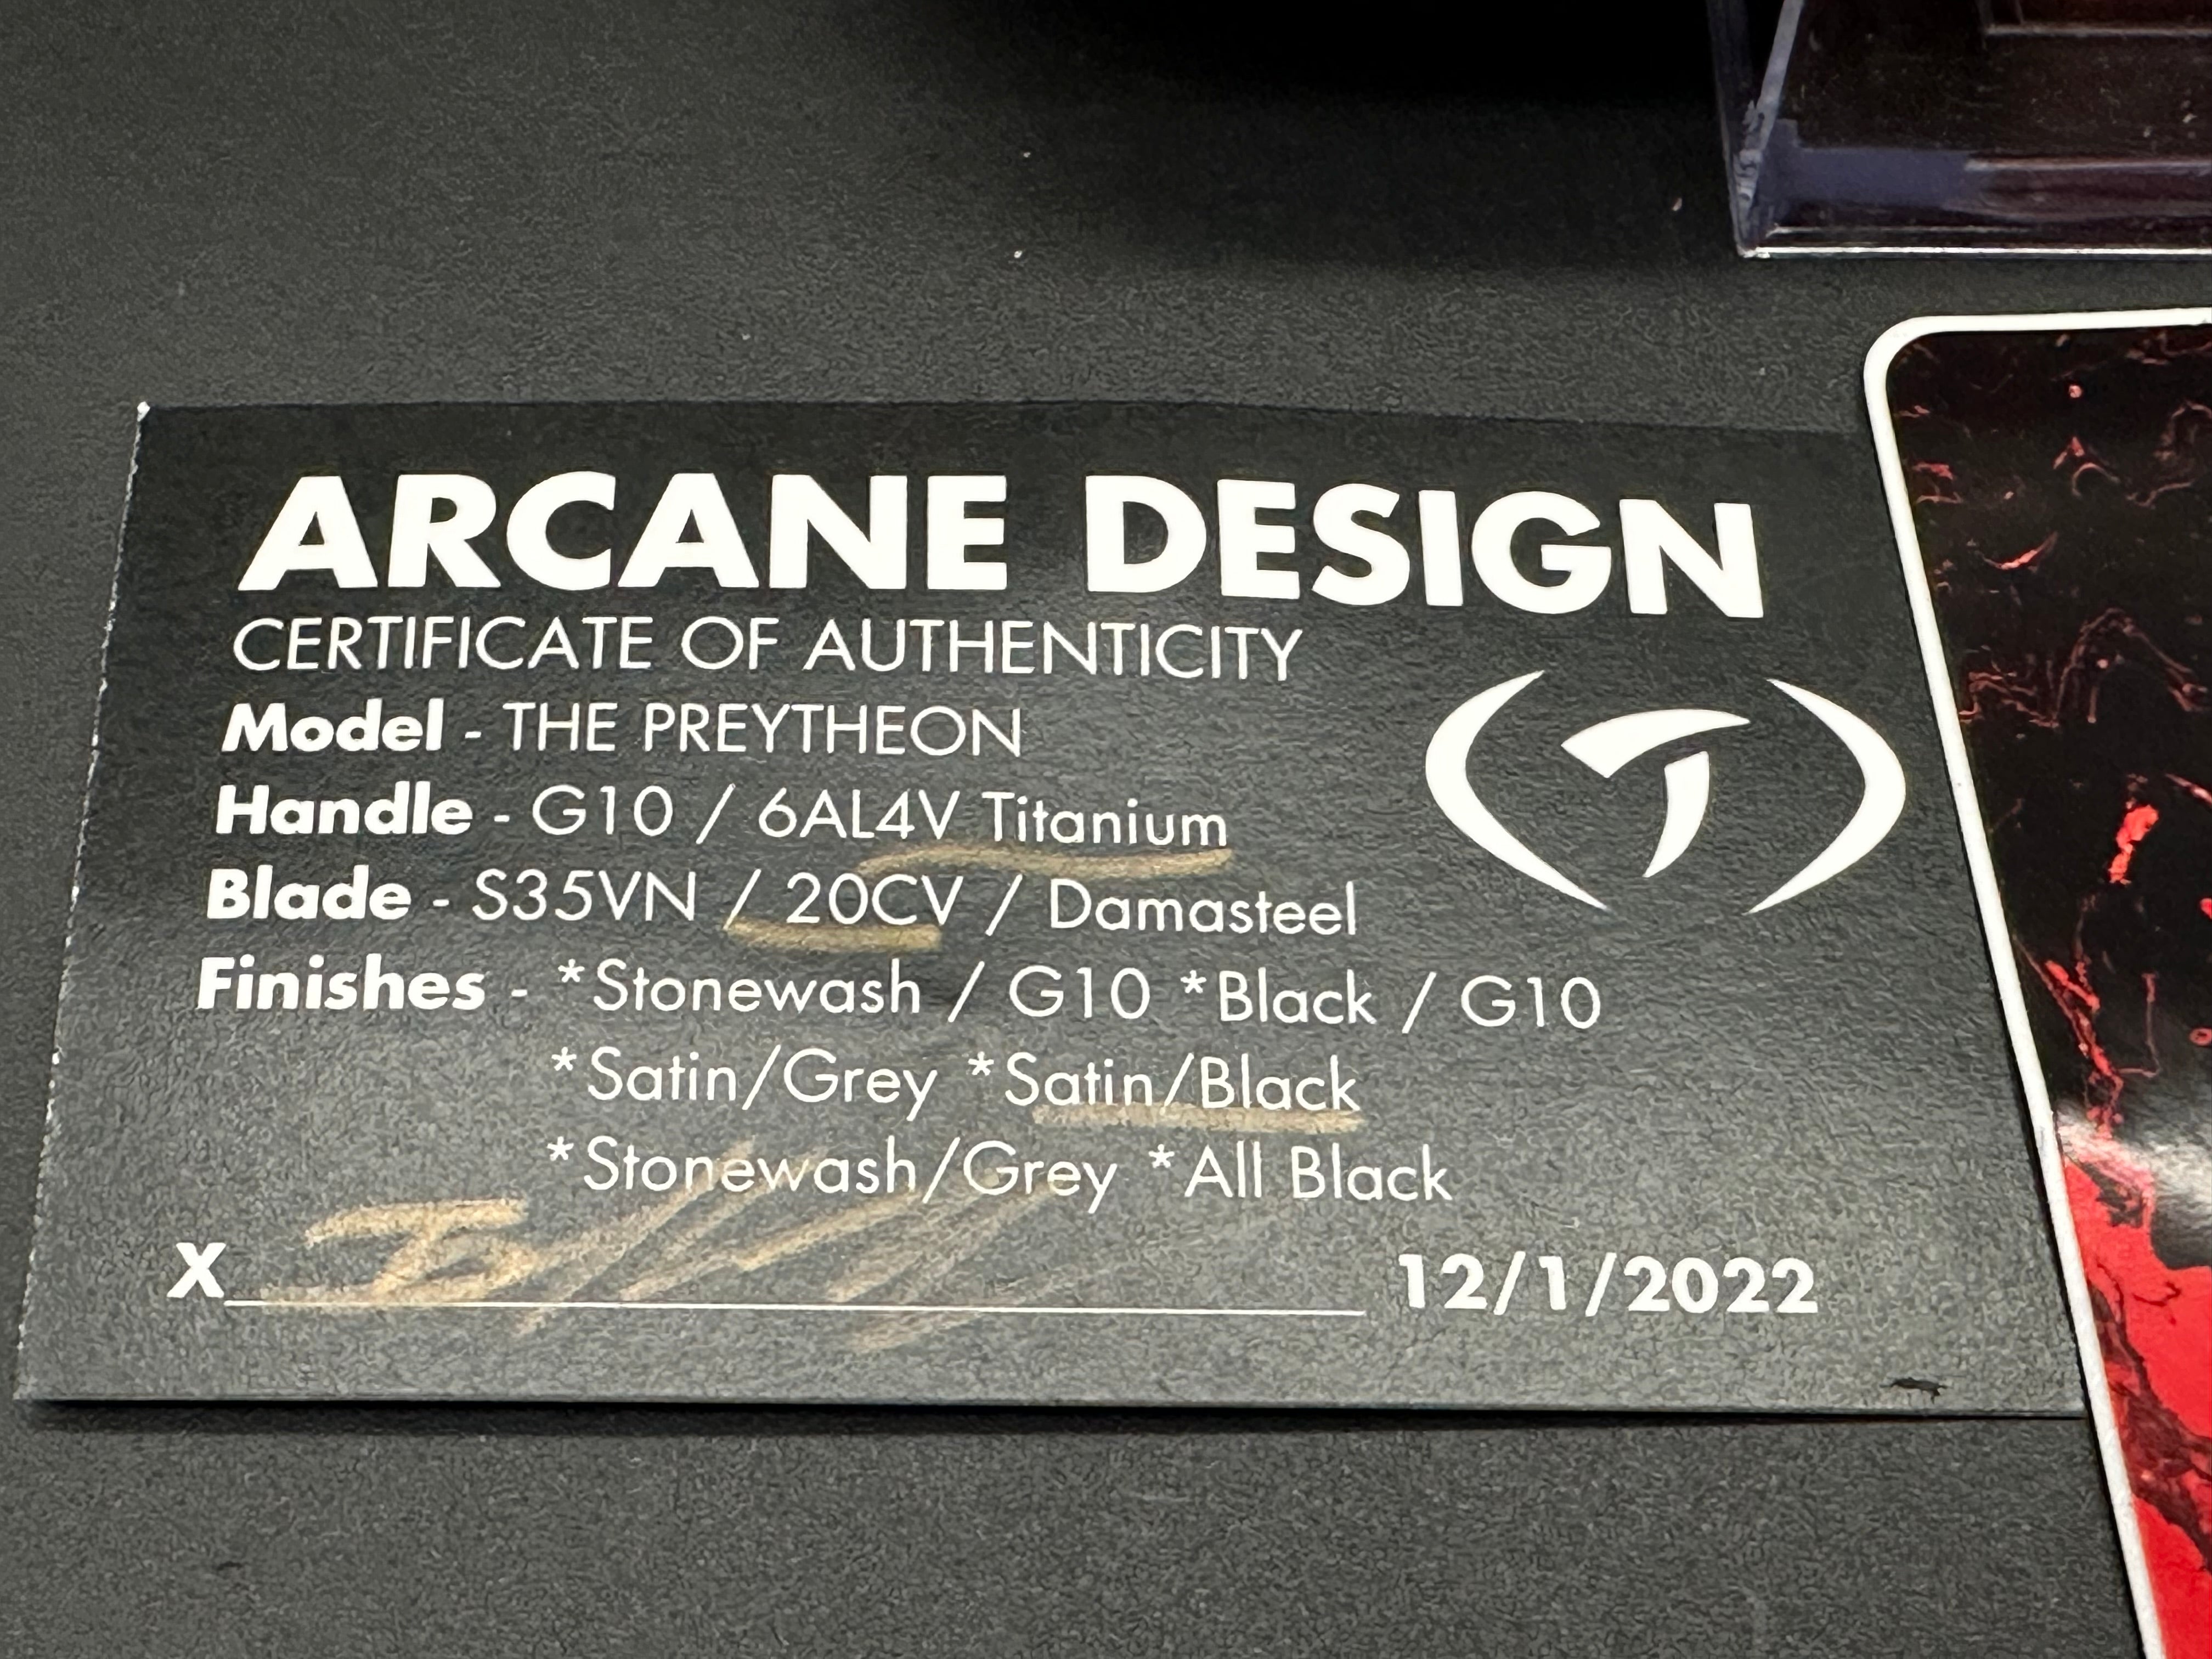 ARCANE DESIGN
CERTIFICATE OF AUTHENTICITY
Model - THE PREYTHEON
Handle - G10 / 6AL4V Titanium
Blade - S35VN / 20CV / Damasteel
Finishes - *Stonewash / G10 *Black / G10
*Satin/Grey *Satin/Black
*Stonewash/Grey *All Black
X 12/1/2022